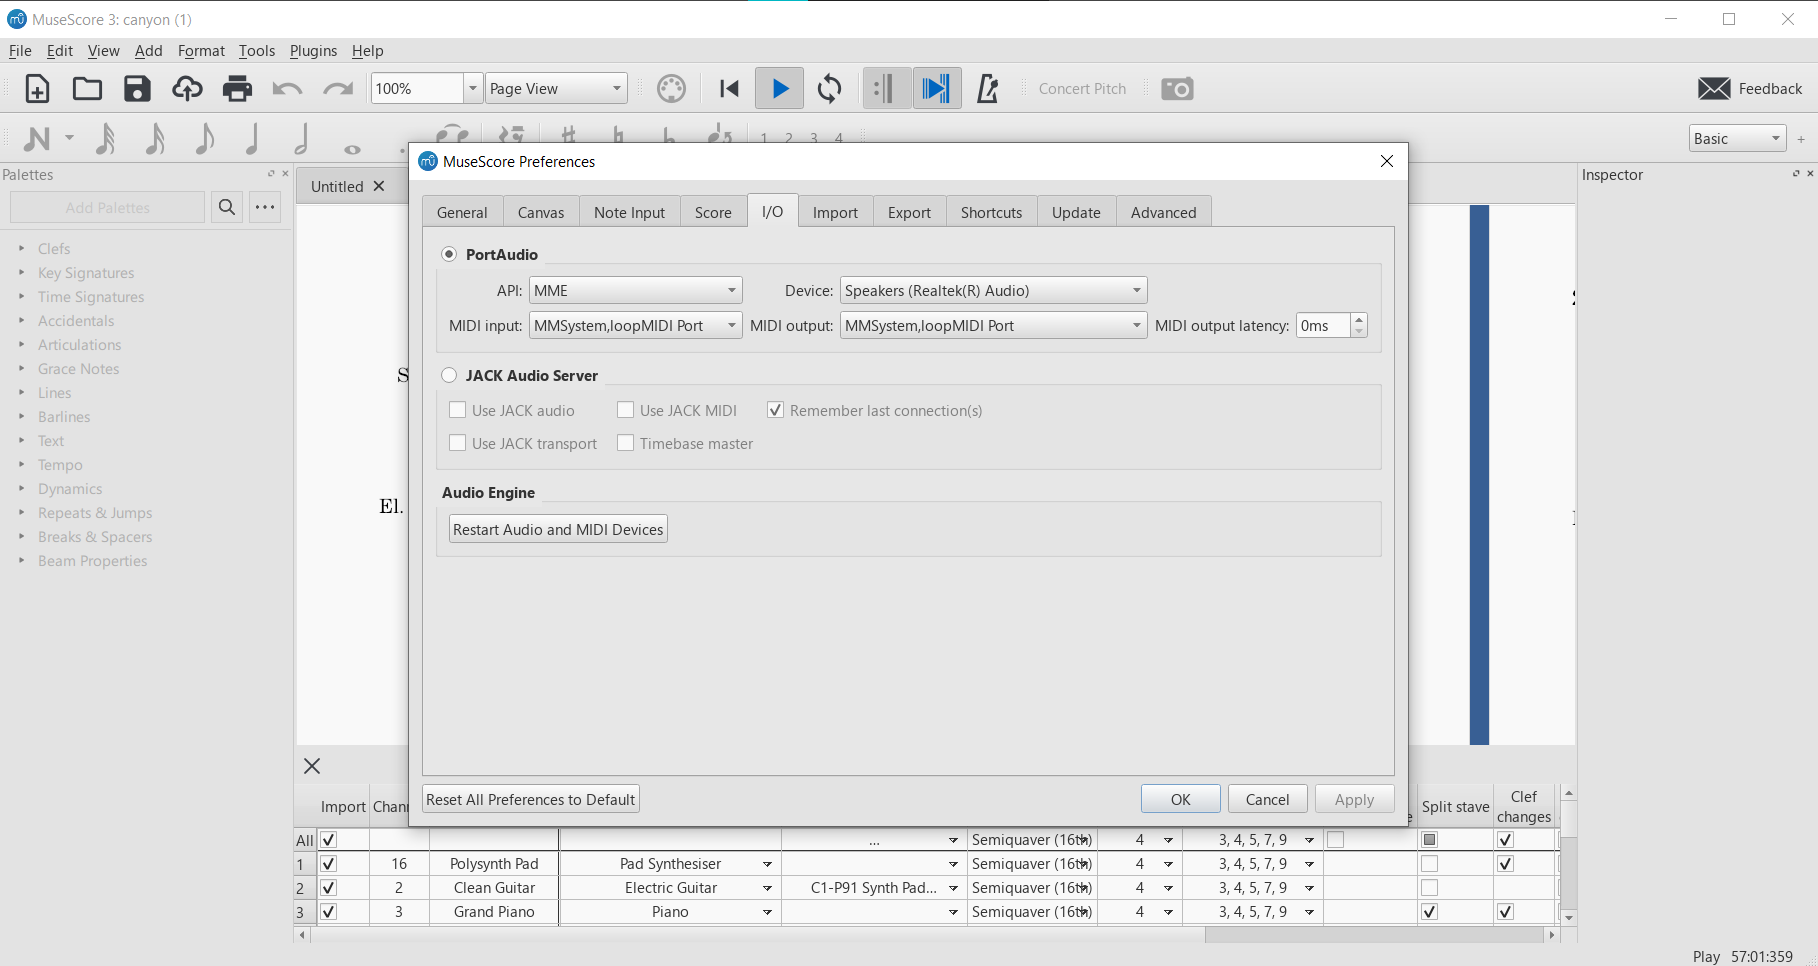 MuseScore 3: canyon (1)
File Edit View Add Format Tools Plugins Help
100% Page View Concert Pitch Feedback
1 2 3 4 Basic +
Palettes
Add Palettes
Clefs
Key Signatures
Time Signatures
Accidentals
Articulations
Grace Notes
Lines
Barlines
Text
Tempo
Dynamics
Repeats & Jumps
Breaks & Spacers
Beam Properties
Untitled
S
El.
MuseScore Preferences
General Canvas Note Input Score I/O Import Export Shortcuts Update Advanced
PortAudio
API: MME Device: Speakers (Realtek(R) Audio)
MIDI input: MMSystem,loopMIDI Port MIDI output: MMSystem,loopMIDI Port MIDI output latency: 0ms
JACK Audio Server
Use JACK audio Use JACK MIDI Remember last connection(s)
Use JACK transport Timebase master
Audio Engine
Restart Audio and MIDI Devices
Reset All Preferences to Default OK Cancel Apply
Inspector
Import Chann Split stave Clef changes
All ... Semiquaver (16th) 4 3, 4, 5, 7, 9
1 16 Polysynth Pad Pad Synthesiser Semiquaver (16th) 4 3, 4, 5, 7, 9
2 2 Clean Guitar Electric Guitar C1-P91 Synth Pad... Semiquaver (16th) 4 3, 4, 5, 7, 9
3 3 Grand Piano Piano Semiquaver (16th) 4 3, 4, 5, 7, 9
Play 57:01:359